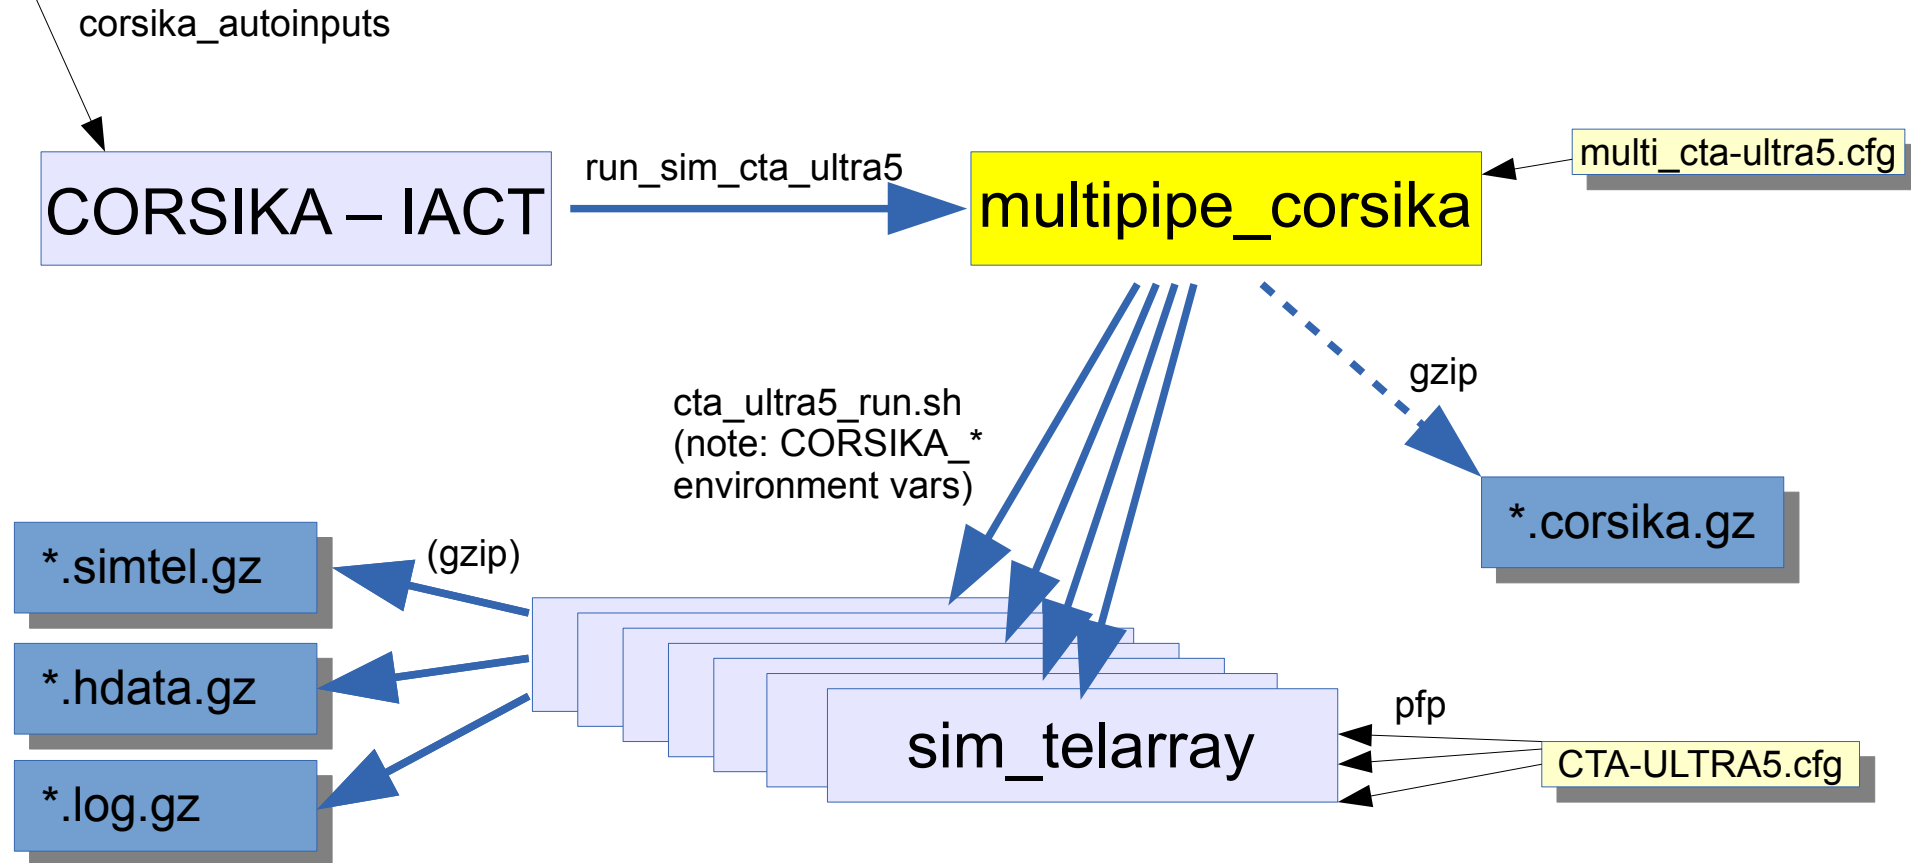 corsika_autoinputs
CORSIKA – IACT
run_sim_cta_ultra5
multipipe_corsika
multi_cta-ultra5.cfg
gzip
cta_ultra5_run.sh
(note: CORSIKA_*
environment vars)
*.corsika.gz
*.simtel.gz
(gzip)
*.hdata.gz
*.log.gz
sim_telarray
pfp
CTA-ULTRA5.cfg